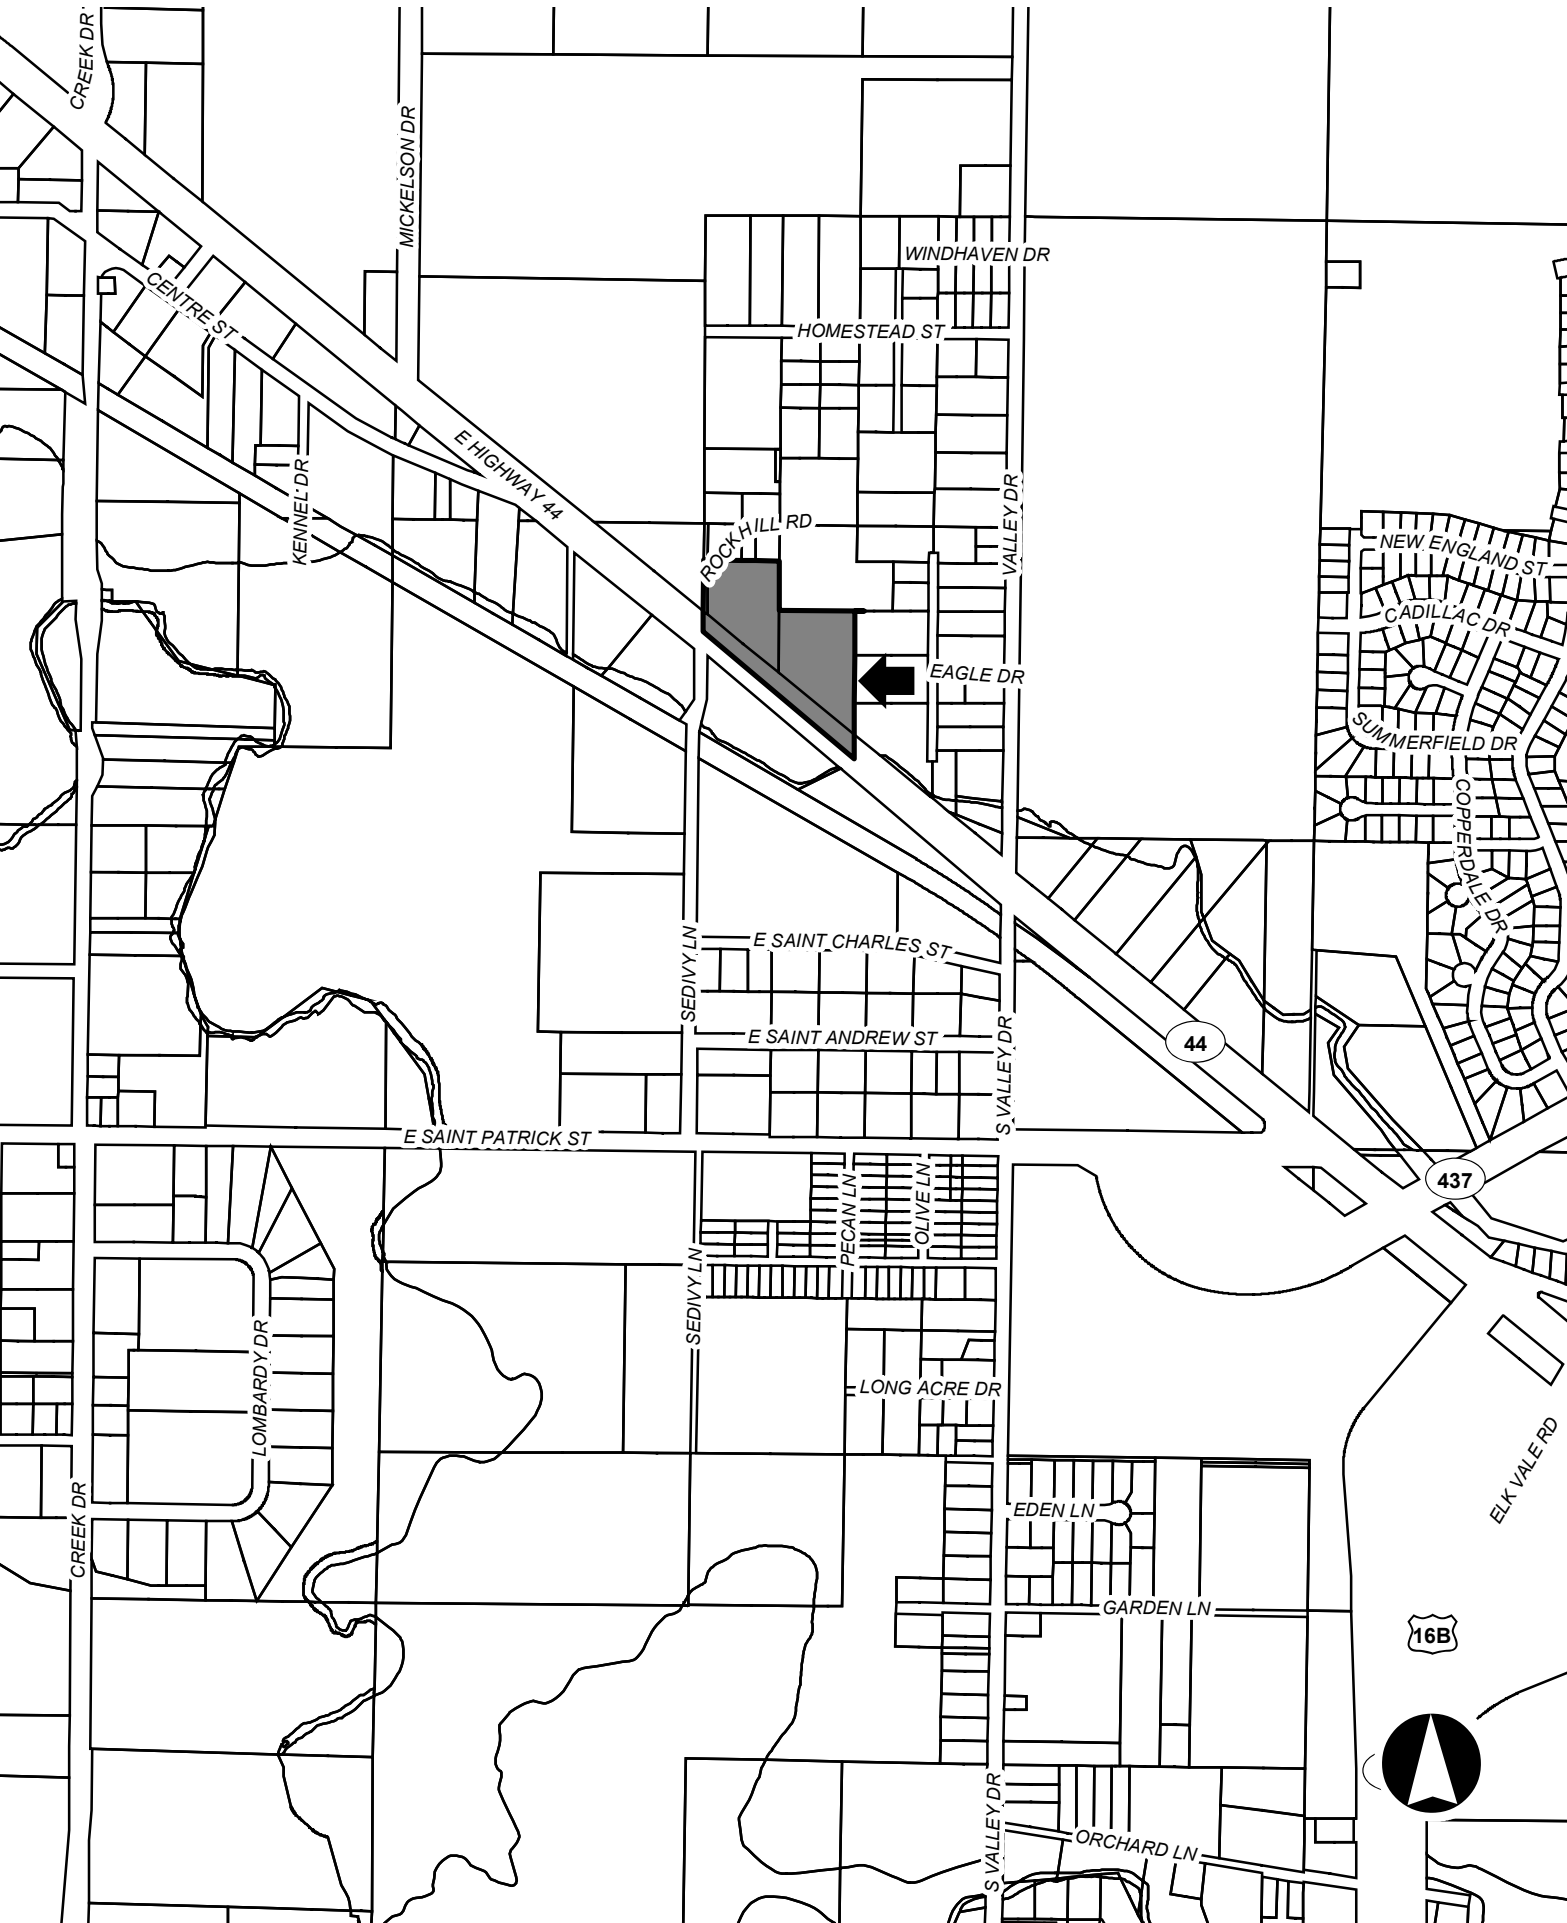 CREEK DR
MICKELSON DR
WINDHAVEN DR
CENTRE ST
HOMESTEAD ST
E HIGHWAY 44
KENNEL DR
ROCKHILL RD
VALLEY DR
NEW ENGLAND ST
CADILLAC DR
EAGLE DR
SUMMERFIELD DR
COPPERDALE DR
E SAINT CHARLES ST
SEDIVY LN
E SAINT ANDREW ST
44
S VALLEY DR
E SAINT PATRICK ST
437
PECAN LN
OLIVE LN
SEDIVY LN
LOMBARDY DR
LONG ACRE DR
ELK VALE RD
CREEK DR
EDEN LN
GARDEN LN
16B
S VALLEY DR
ORCHARD LN